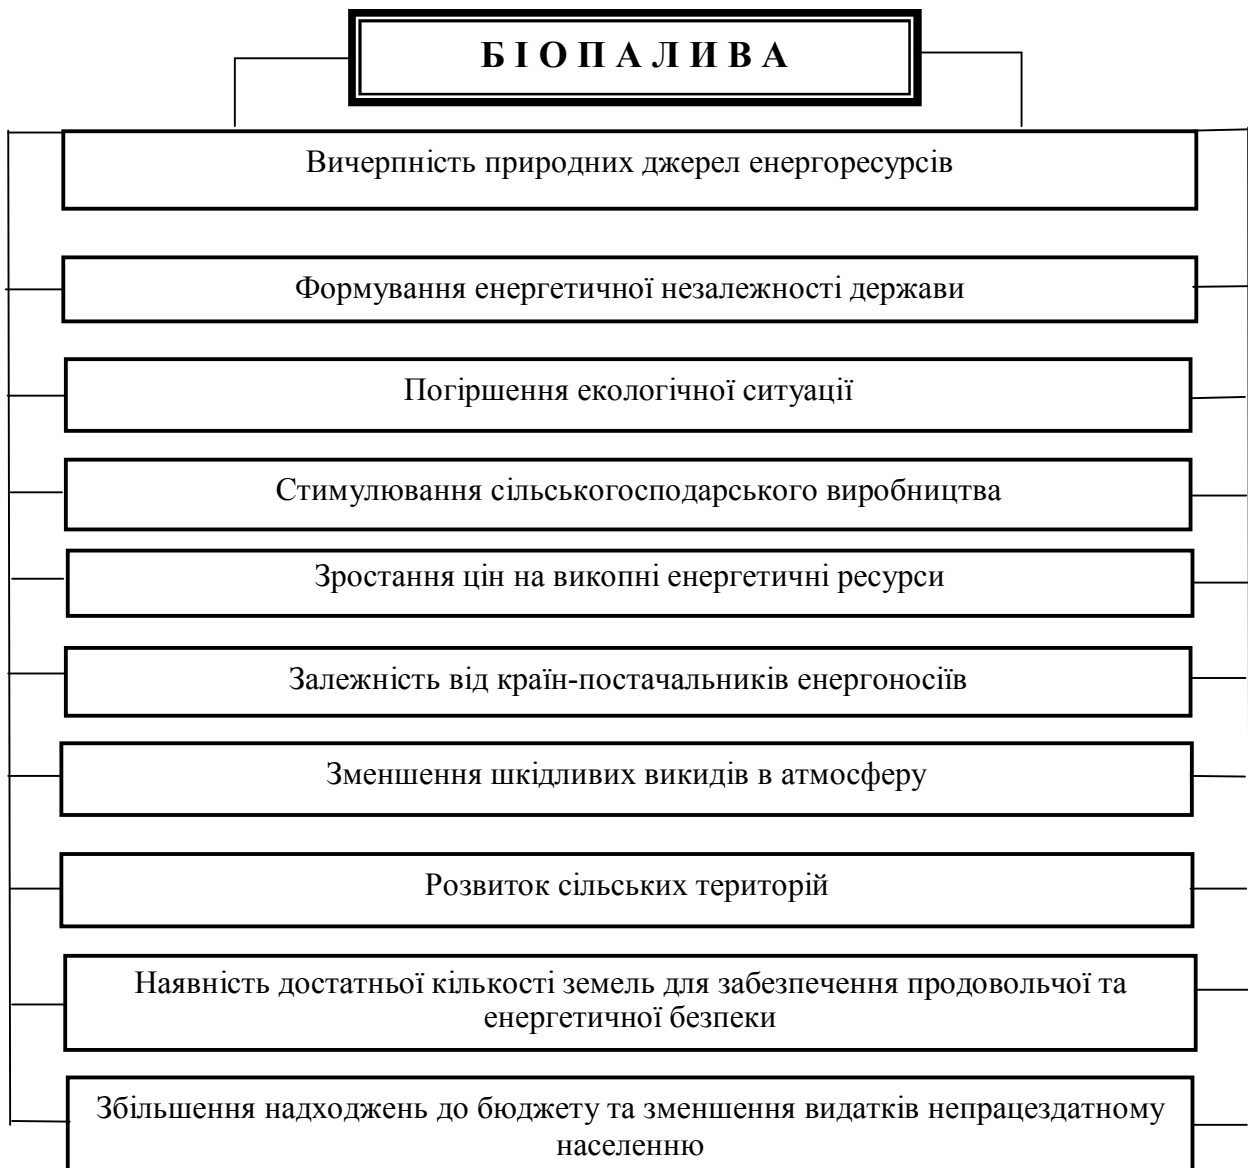 БІОПАЛИВА
Вичерпність природних джерел енергоресурсів
Формування енергетичної незалежності держави
Погіршення екологічної ситуації
Стимулювання сільськогосподарського виробництва
Зростання цін на викопні енергетичні ресурси
Залежність від країн-постачальників енергоносіїв
Зменшення шкідливих викидів в атмосферу
Розвиток сільських територій
Наявність достатньої кількості земель для забезпечення продовольчої та
енергетичної безпеки
Збільшення надходжень до бюджету та зменшення видатків непрацездатному
населенню